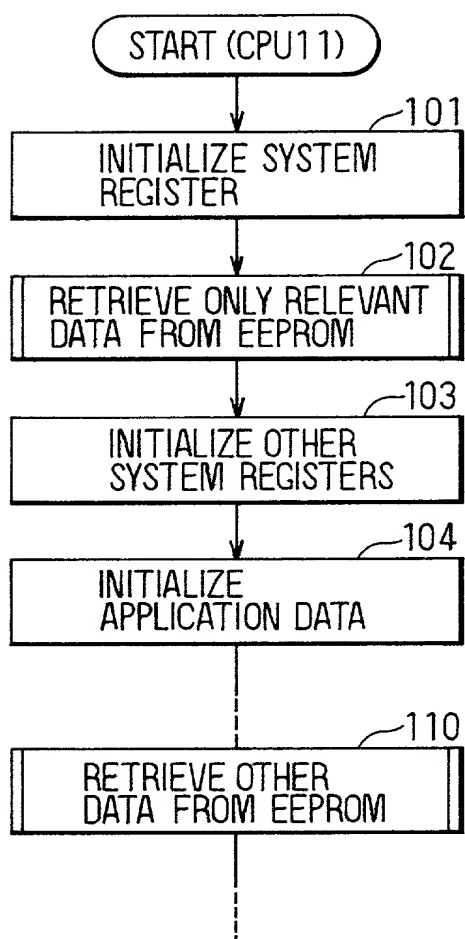 START (CPU11)
101
INITIALIZE SYSTEM
REGISTER
102
RETRIEVE ONLY RELEVANT
DATA FROM EEPROM
103
INITIALIZE OTHER
SYSTEM REGISTERS
104
INITIALIZE
APPLICATION DATA
110
RETRIEVE OTHER
DATA FROM EEPROM